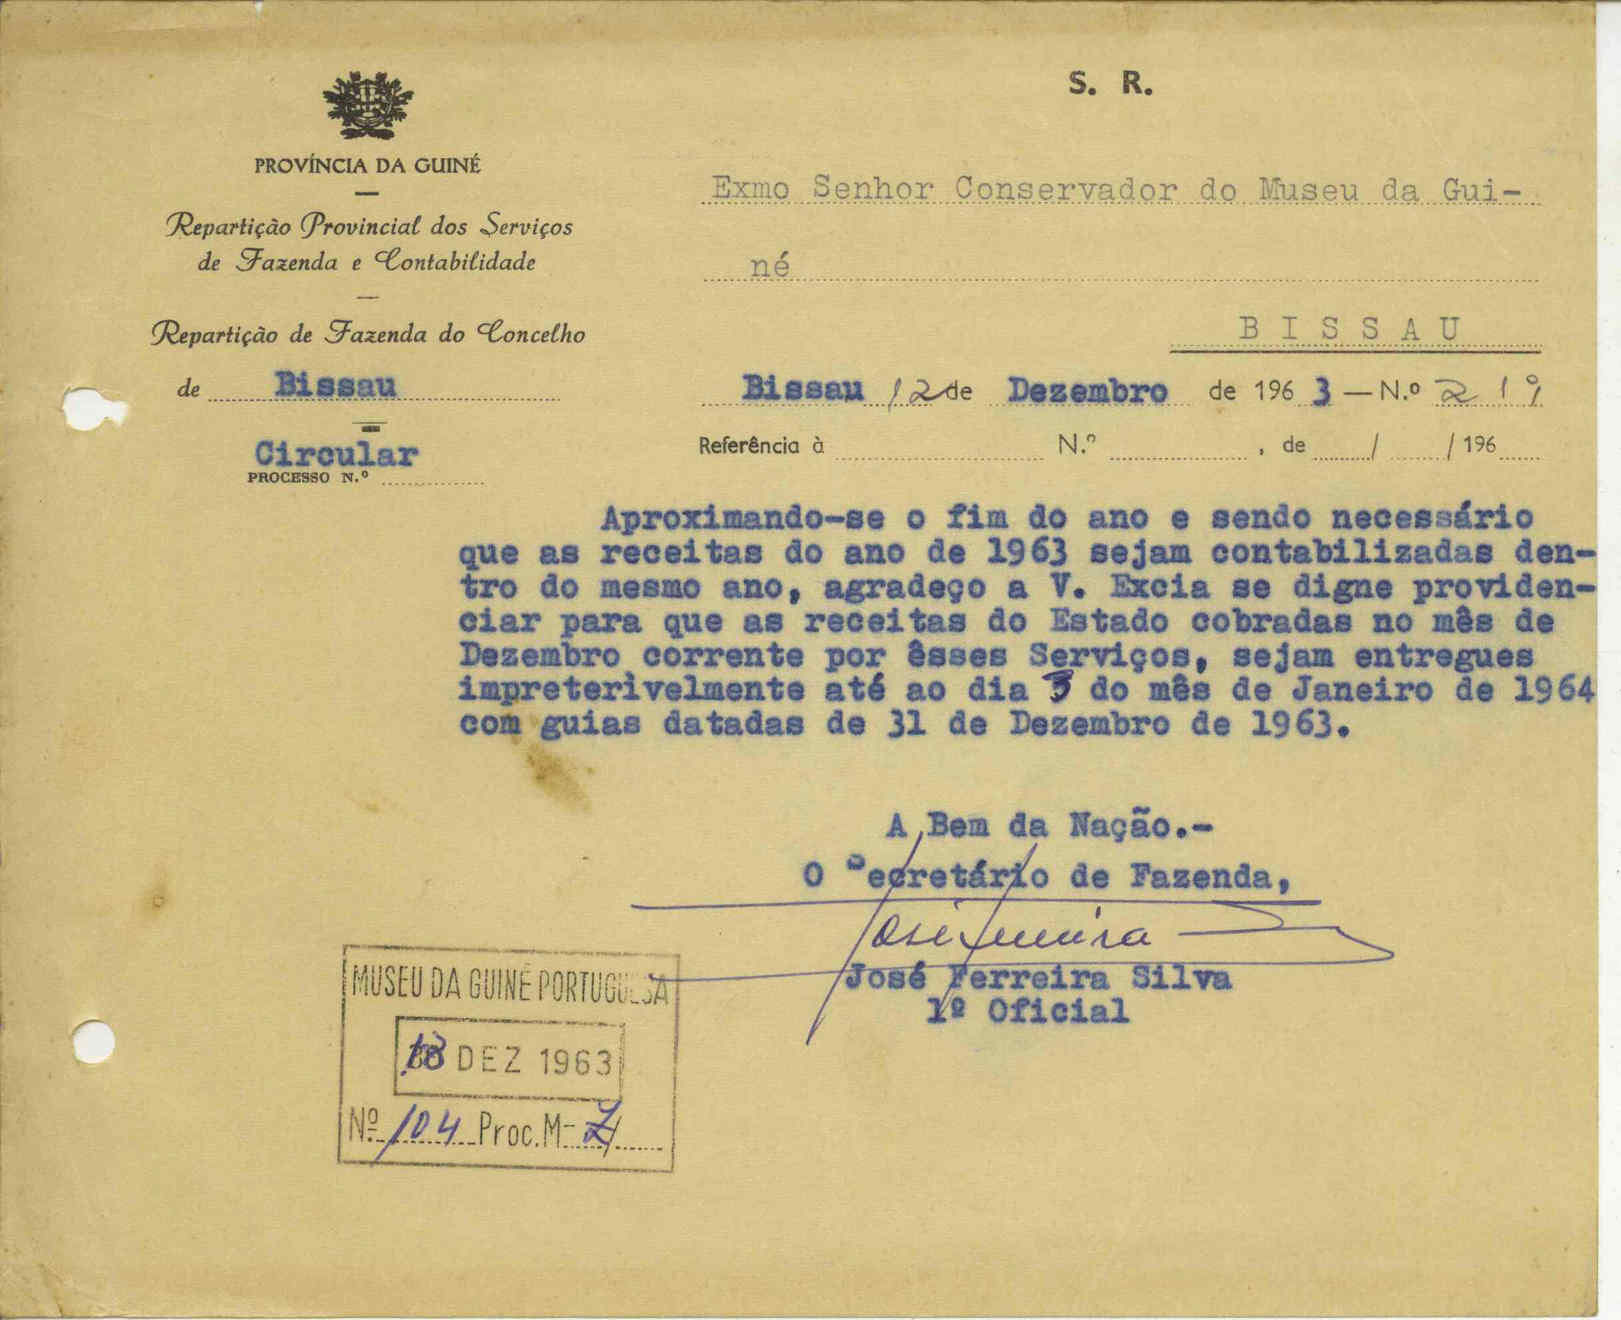 S. R.
PROVÍNCIA DA GUINÉ
Repartição Provincial dos Serviços
de Fazenda e Contabilidade
Repartição de Fazenda do Concelho
de Bissau
Circular
PROCESSO N.º
Exmo Senhor Conservador do Museu da Gui-
né
BISSAU
Bissau 12 de Dezembro de 1963 — N.º 219
Referência à N.º , de / / 196
Aproximando-se o fim do ano e sendo necessário
que as receitas do ano de 1963 sejam contabilizadas den-
tro do mesmo ano, agradeço a V. Excia se digne providen-
ciar para que as receitas do Estado cobradas no mês de
Dezembro corrente por êsses Serviços, sejam entregues
impreterìvelmente até ao dia 3 do mês de Janeiro de 1964
com guias datadas de 31 de Dezembro de 1963.
A Bem da Nação.-
O Secretário de Fazenda,
José Ferreira
José Ferreira Silva
1º Oficial
MUSEU DA GUINÉ PORTUGUESA
DEZ 1963
Nº 104 Proc. M-